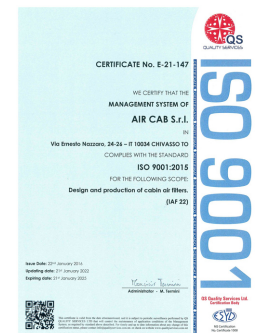 QS
QUALITY SERVICES
CERTIFICATE No. E-21-147
WE CERTIFY THAT THE
MANAGEMENT SYSTEM OF
AIR CAB S.r.l.
IN
Via Ernesto Nazzaro, 24-26 – IT 10034 CHIVASSO TO
COMPLIES WITH THE STANDARD
ISO 9001:2015
FOR THE FOLLOWING SCOPE:
Design and production of cabin air filters.
(IAF 22)
ISO 9001
Issue Date: 22nd January 2016
Updating date: 21st January 2022
Expiring date: 21st January 2025
Administrator - M. Termini
QS Quality Services Ltd.
Certification Body
ESYD